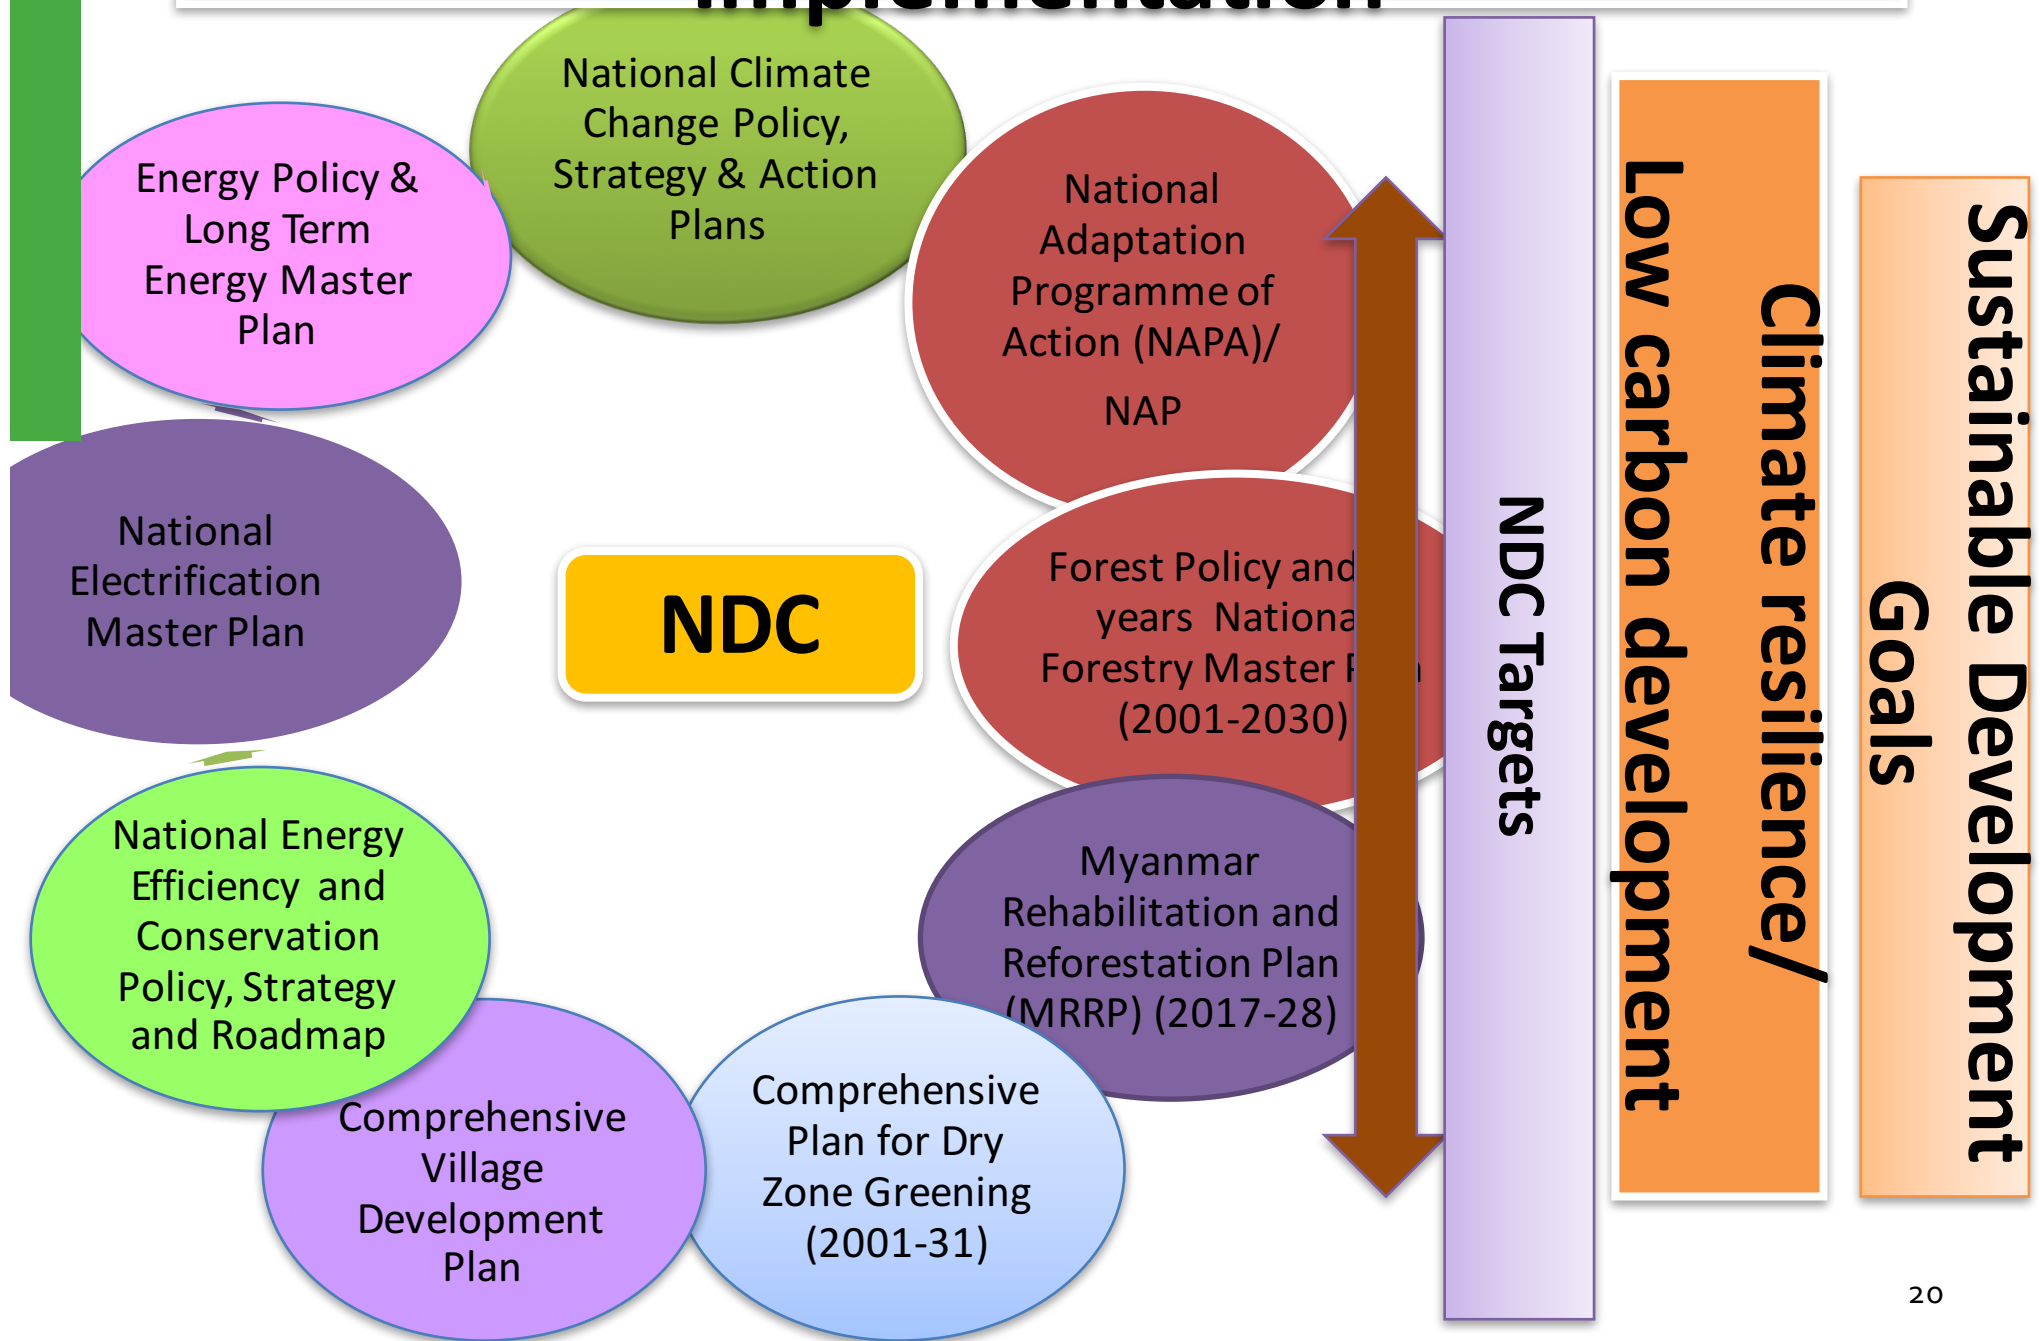 Implementation
National Climate
Change Policy,
Strategy & Action
Plans
Energy Policy &
Long Term
Energy Master
Plan
National
Adaptation
Programme of
Action (NAPA)/
NAP
National
Electrification
Master Plan
NDC
Forest Policy and
years National
Forestry Master Plan
(2001-2030)
National Energy
Efficiency and
Conservation
Policy, Strategy
and Roadmap
Myanmar
Rehabilitation and
Reforestation Plan
(MRRP) (2017-28)
Comprehensive
Village
Development
Plan
Comprehensive
Plan for Dry
Zone Greening
(2001-31)
NDC Targets
Climate resilience/
Low carbon development
Sustainable Development
Goals
20